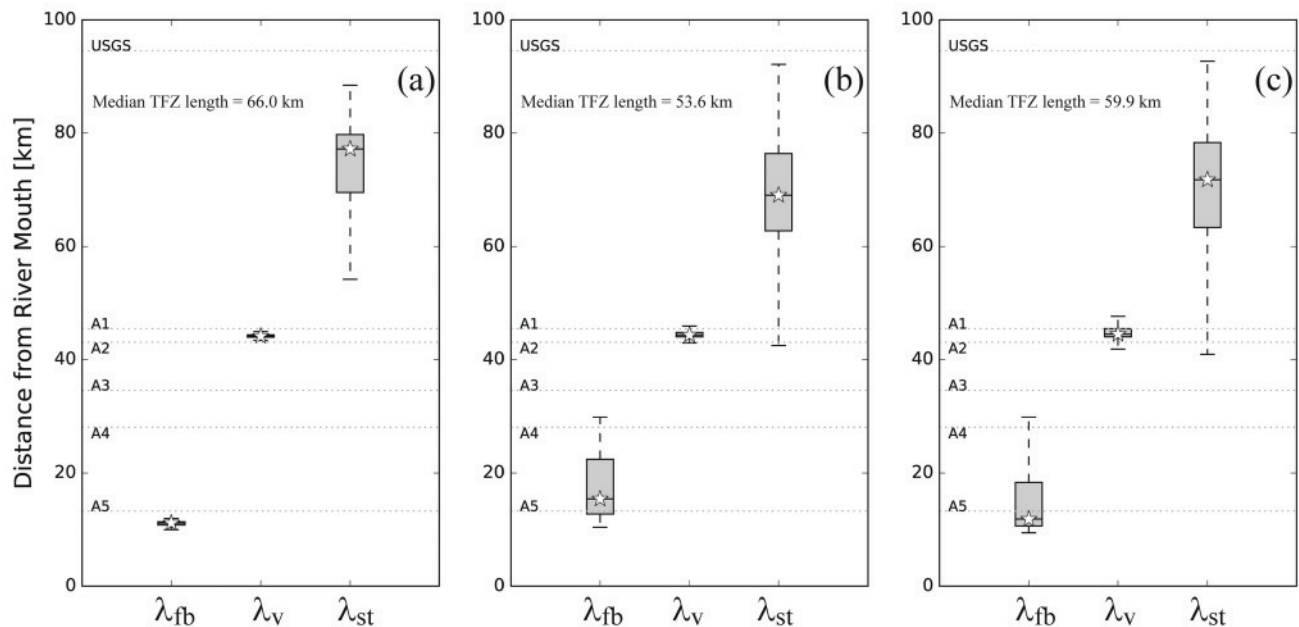 Distance from River Mouth [km]
100
80
60
40
20
0
USGS
(a)
Median TFZ length = 66.0 km
A1
A2
A3
A4
A5
λfb λv λst
100
80
60
40
20
0
USGS
(b)
Median TFZ length = 53.6 km
A1
A2
A3
A4
A5
λfb λv λst
100
80
60
40
20
0
USGS
(c)
Median TFZ length = 59.9 km
A1
A2
A3
A4
A5
λfb λv λst